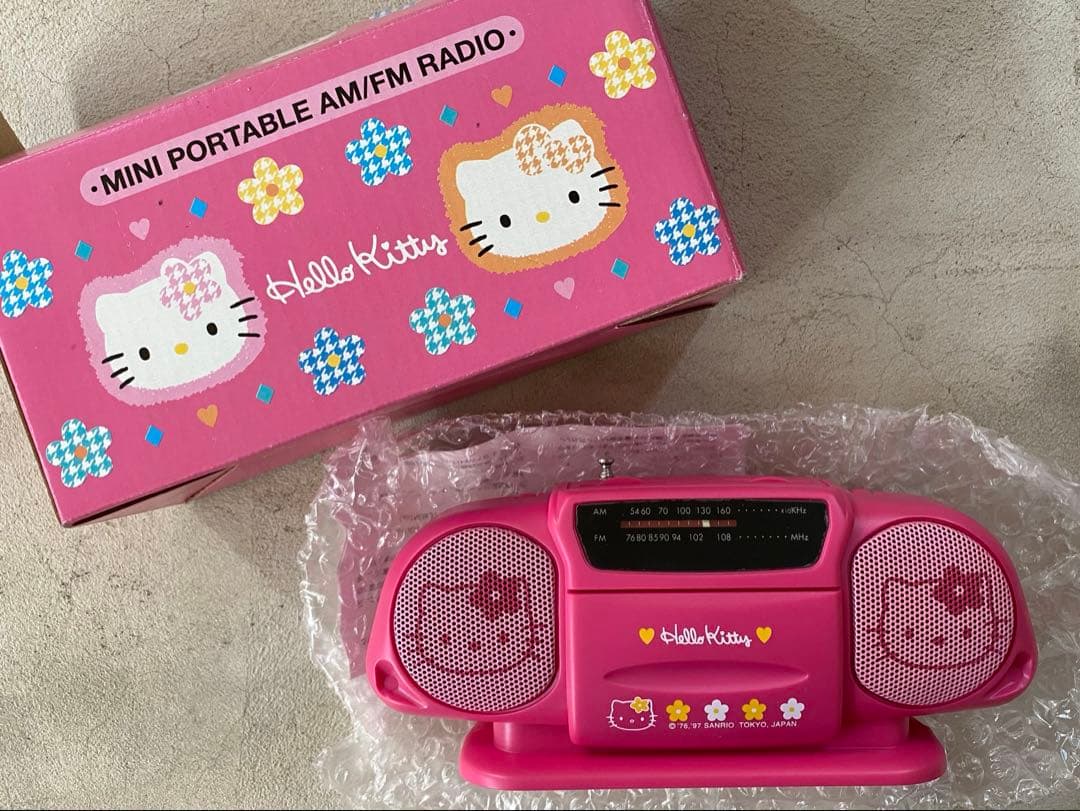 ·MINI PORTABLE AM/FM RADIO·
Hello Kitty
AM 54 60 70 100 130 160 ······ x10KHz
FM 76 80 85 90 94 102 108 ······ MHz
Hello Kitty
© '76,'97 SANRIO TOKYO, JAPAN